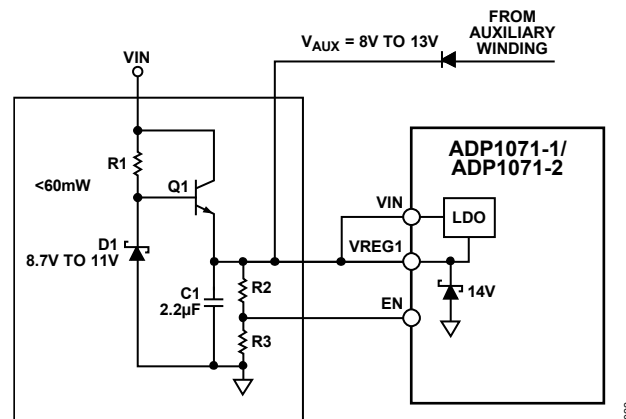 FROM
AUXILIARY
WINDING
VAUX = 8V TO 13V
VIN
ADP1071-1/
ADP1071-2
R1
<60mW
Q1
VIN
LDO
D1
8.7V TO 11V
VREG1
C1
2.2µF
R2
14V
EN
R3